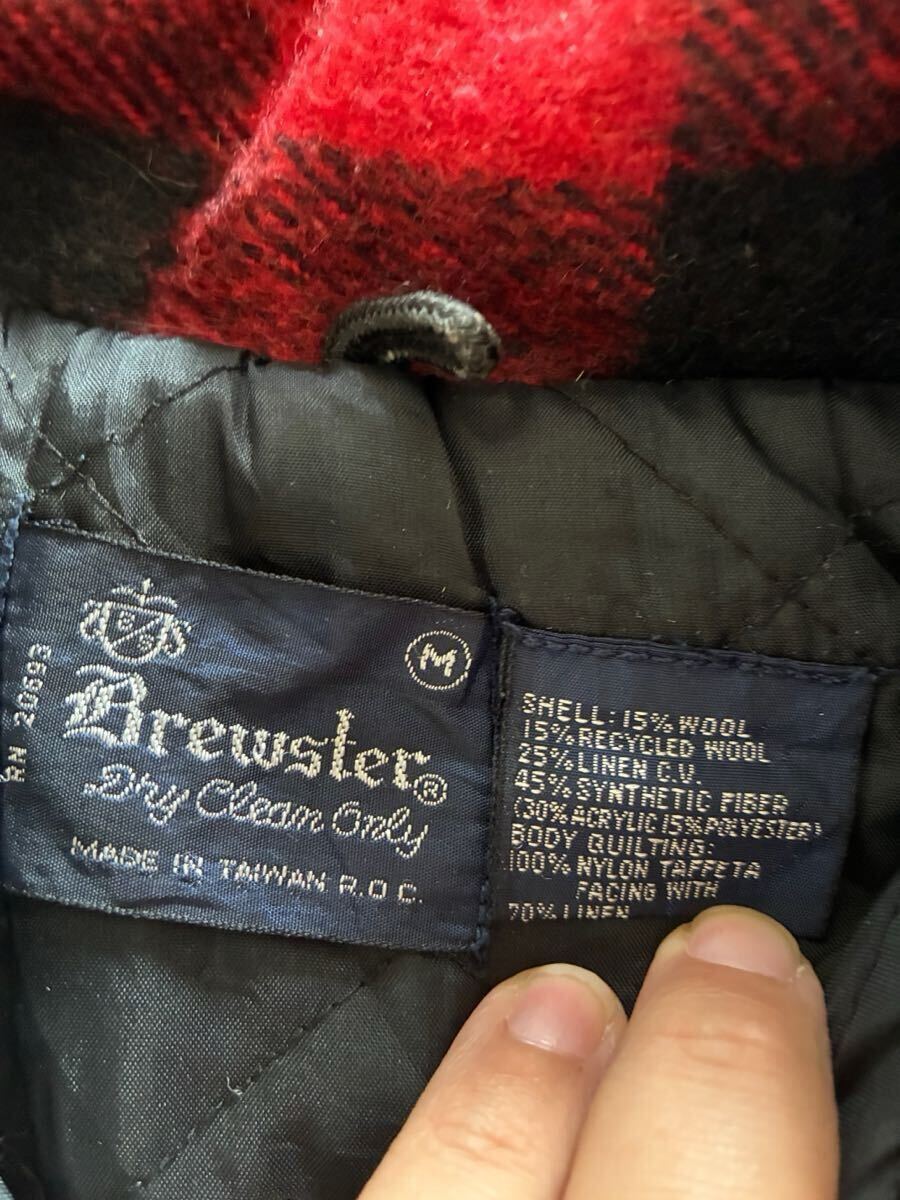 M
Brewster®
Dry Clean Only
MADE IN TAIWAN R.O.C.
RN 20695
SHELL: 15% WOOL
15% RECYCLED WOOL
25% LINEN C.V.
45% SYNTHETIC FIBER
(30% ACRYLIC 15% POLYESTER)
BODY QUILTING:
100% NYLON TAFFETA
FACING WITH
70% LINEN